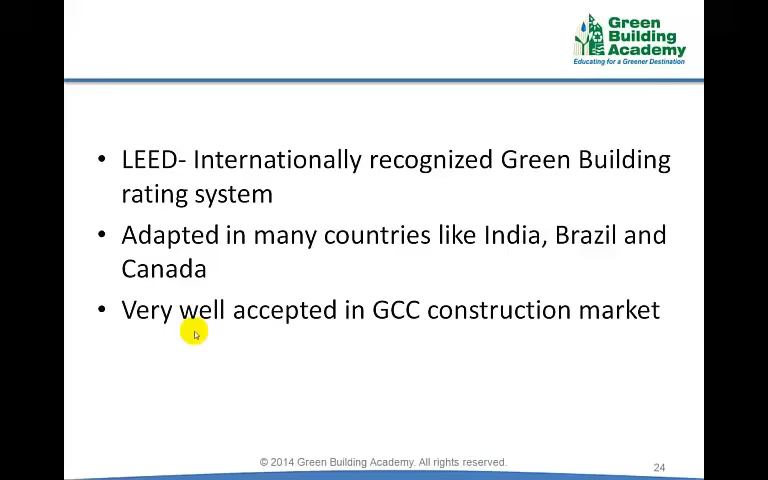 Green
Building
Academy
Educating for a Greener Destination
• LEED- Internationally recognized Green Building
rating system
• Adapted in many countries like India, Brazil and
Canada
• Very well accepted in GCC construction market
© 2014 Green Building Academy. All rights reserved.
24